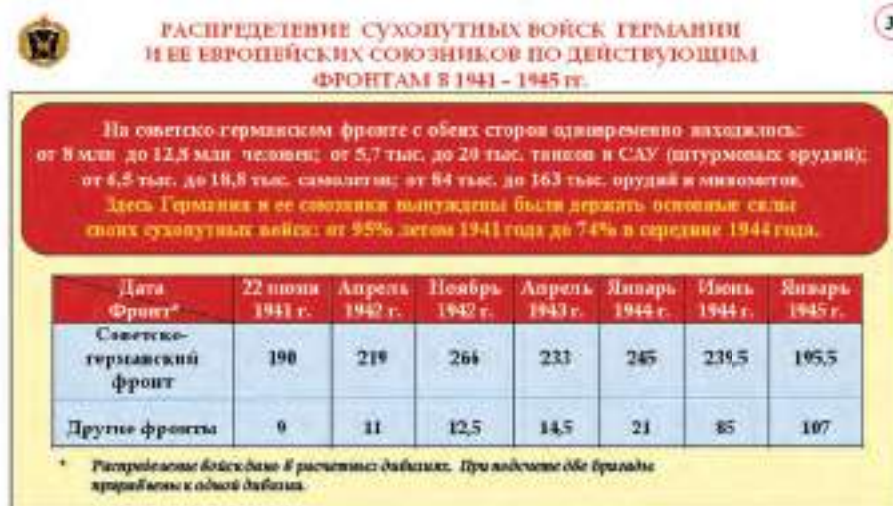 3
РАСПРЕДЕЛЕНИЕ СУХОПУТНЫХ ВОЙСК ГЕРМАНИИ
И ЕЕ ЕВРОПЕЙСКИХ СОЮЗНИКОВ ПО ДЕЙСТВУЮЩИМ
ФРОНТАМ В 1941 – 1945 гг.
На советско германском фронте с обеих сторон одновременно находилось:
от 8 млн до 12,8 млн человек; от 5,7 тыс. до 20 тыс. танков и САУ (штурмовых орудий);
от 6,5 тыс. до 18,8 тыс. самолетов; от 84 тыс. до 163 тыс. орудий и минометов.
Здесь Германия и ее союзники вынуждены были держать основные силы
своих сухопутных войск: от 95% летом 1941 года до 74% в середине 1944 года.
Дата Фронт* 22 июня 1941 г. Апрель 1942 г. Ноябрь 1942 г. Апрель 1943 г. Январь 1944 г. Июнь 1944 г. Январь 1945 г.
Советско-германский фронт 190 219 266 233 245 239,5 195,5
Другие фронты 9 11 12,5 14,5 21 85 107
* Распределение войск дано в расчетных дивизиях. При подсчете две бригады
приравнены к одной дивизии.